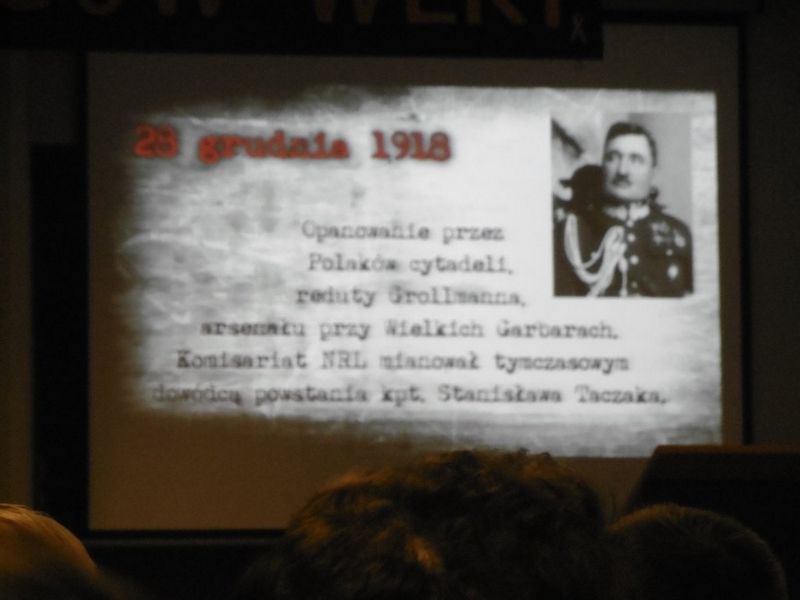 28 grudnia 1918
Opanowanie przez
Polaków cytadeli,
reduty Grollmanna,
arsenału przy Wielkich Garbarach.
Komisariat NRL mianował tymczasowym
dowódcą powstania kpt. Stanisława Taczaka.